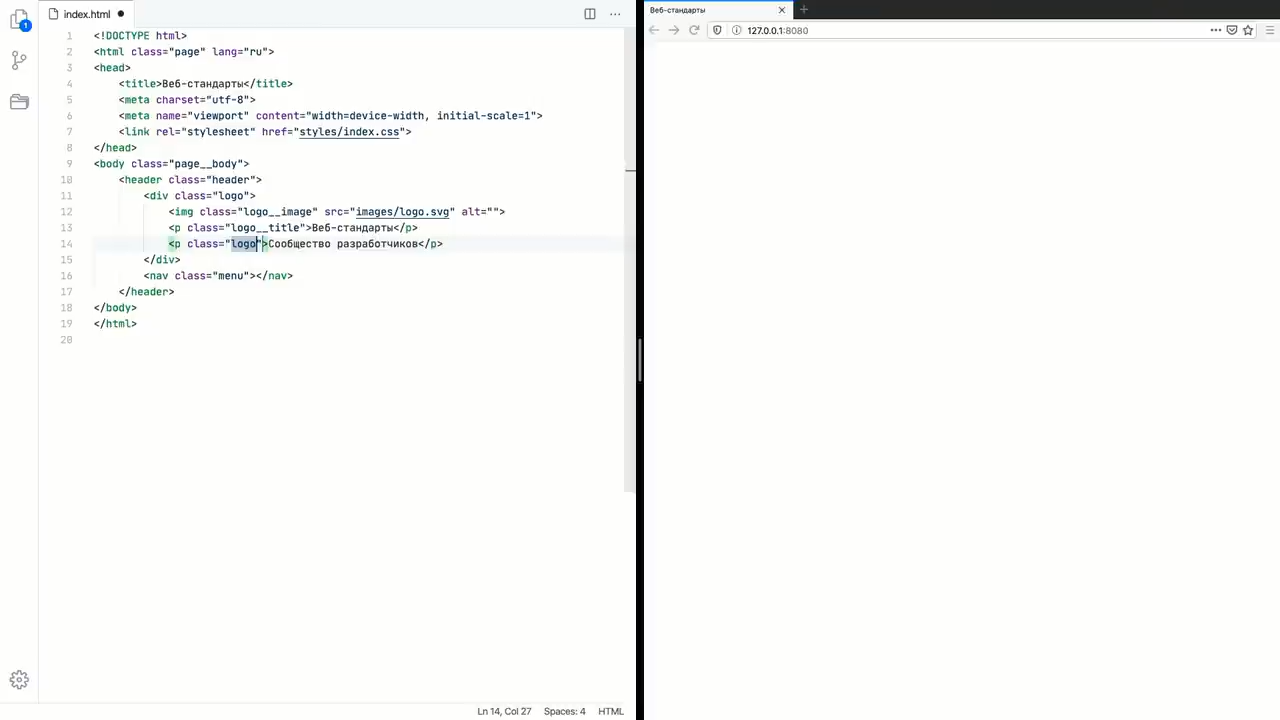 index.html
Веб-стандарты
127.0.0.1:8080
1
1 <!DOCTYPE html>
2 <html class="page" lang="ru">
3 <head>
4 <title>Веб-стандарты</title>
5 <meta charset="utf-8">
6 <meta name="viewport" content="width=device-width, initial-scale=1">
7 <link rel="stylesheet" href="styles/index.css">
8 </head>
9 <body class="page__body">
10 <header class="header">
11 <div class="logo">
12 <img class="logo__image" src="images/logo.svg" alt="">
13 <p class="logo__title">Веб-стандарты</p>
14 <p class="logo">Сообщество разработчиков</p>
15 </div>
16 <nav class="menu"></nav>
17 </header>
18 </body>
19 </html>
20
Ln 14, Col 27 Spaces: 4 HTML